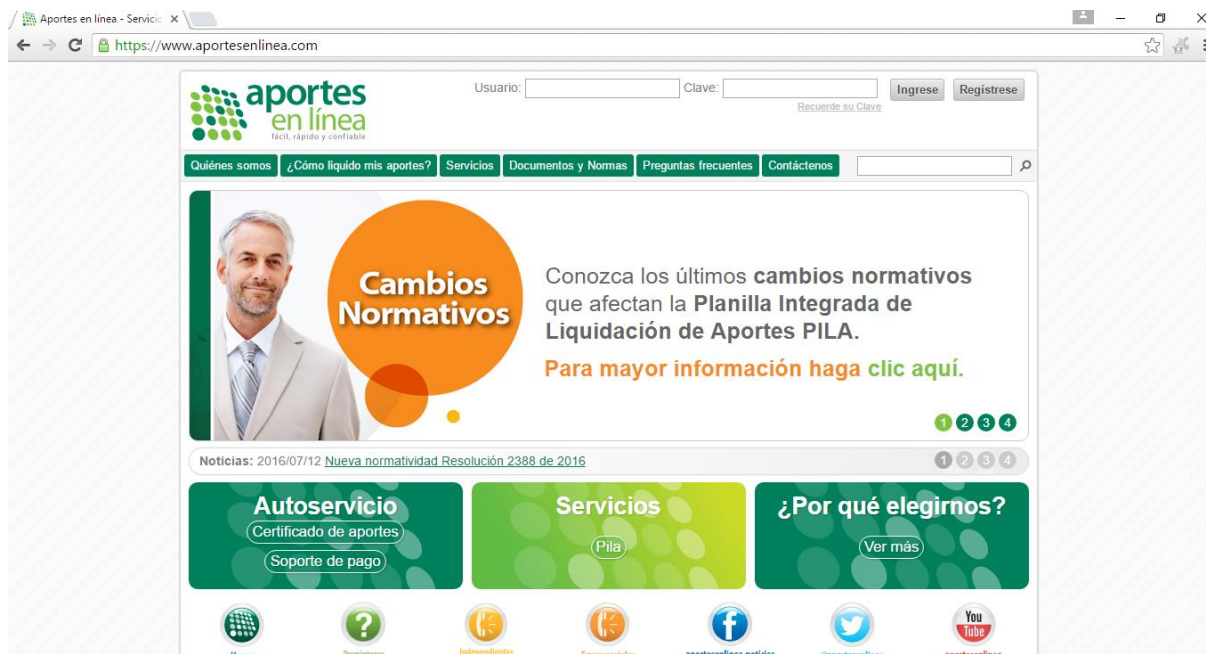 Aportes en línea - Servicio
https://www.aportesenlinea.com
aportes
en línea
fácil, rápido y confiable
Usuario:
Clave:
Ingrese
Regístrese
Recuerde su Clave
Quiénes somos
¿Cómo liquido mis aportes?
Servicios
Documentos y Normas
Preguntas frecuentes
Contáctenos
Cambios
Normativos
Conozca los últimos cambios normativos
que afectan la Planilla Integrada de
Liquidación de Aportes PILA.
Para mayor información haga clic aquí.
1 2 3 4
Noticias: 2016/07/12 Nueva normatividad Resolución 2388 de 2016
1 2 3 4
Autoservicio
Certificado de aportes
Soporte de pago
Servicios
Pila
¿Por qué elegirnos?
Ver más
You
Tube
Independientes